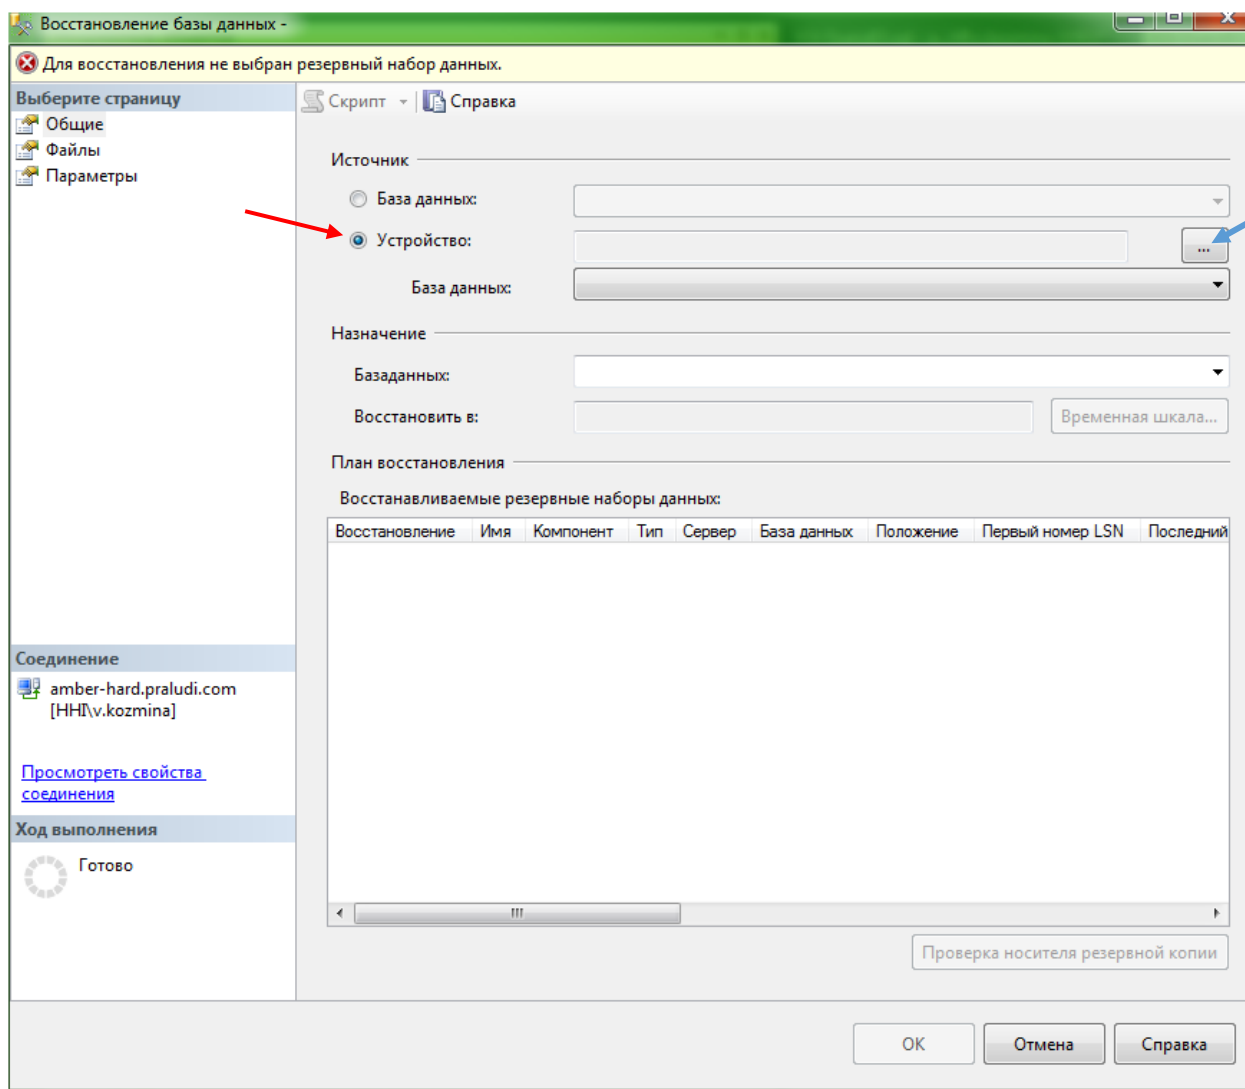 Восстановление базы данных -
Для восстановления не выбран резервный набор данных.
Выберите страницу
Общие
Файлы
Параметры
Скрипт
Справка
Источник
База данных:
Устройство:
...
База данных:
Назначение
Базаданных:
Восстановить в:
Временная шкала...
План восстановления
Восстанавливаемые резервные наборы данных:
Восстановление Имя Компонент Тип Сервер База данных Положение Первый номер LSN Последний
Соединение
amber-hard.praludi.com
[HHI\v.kozmina]
Просмотреть свойства
соединения
Ход выполнения
Готово
Проверка носителя резервной копии
ОК
Отмена
Справка